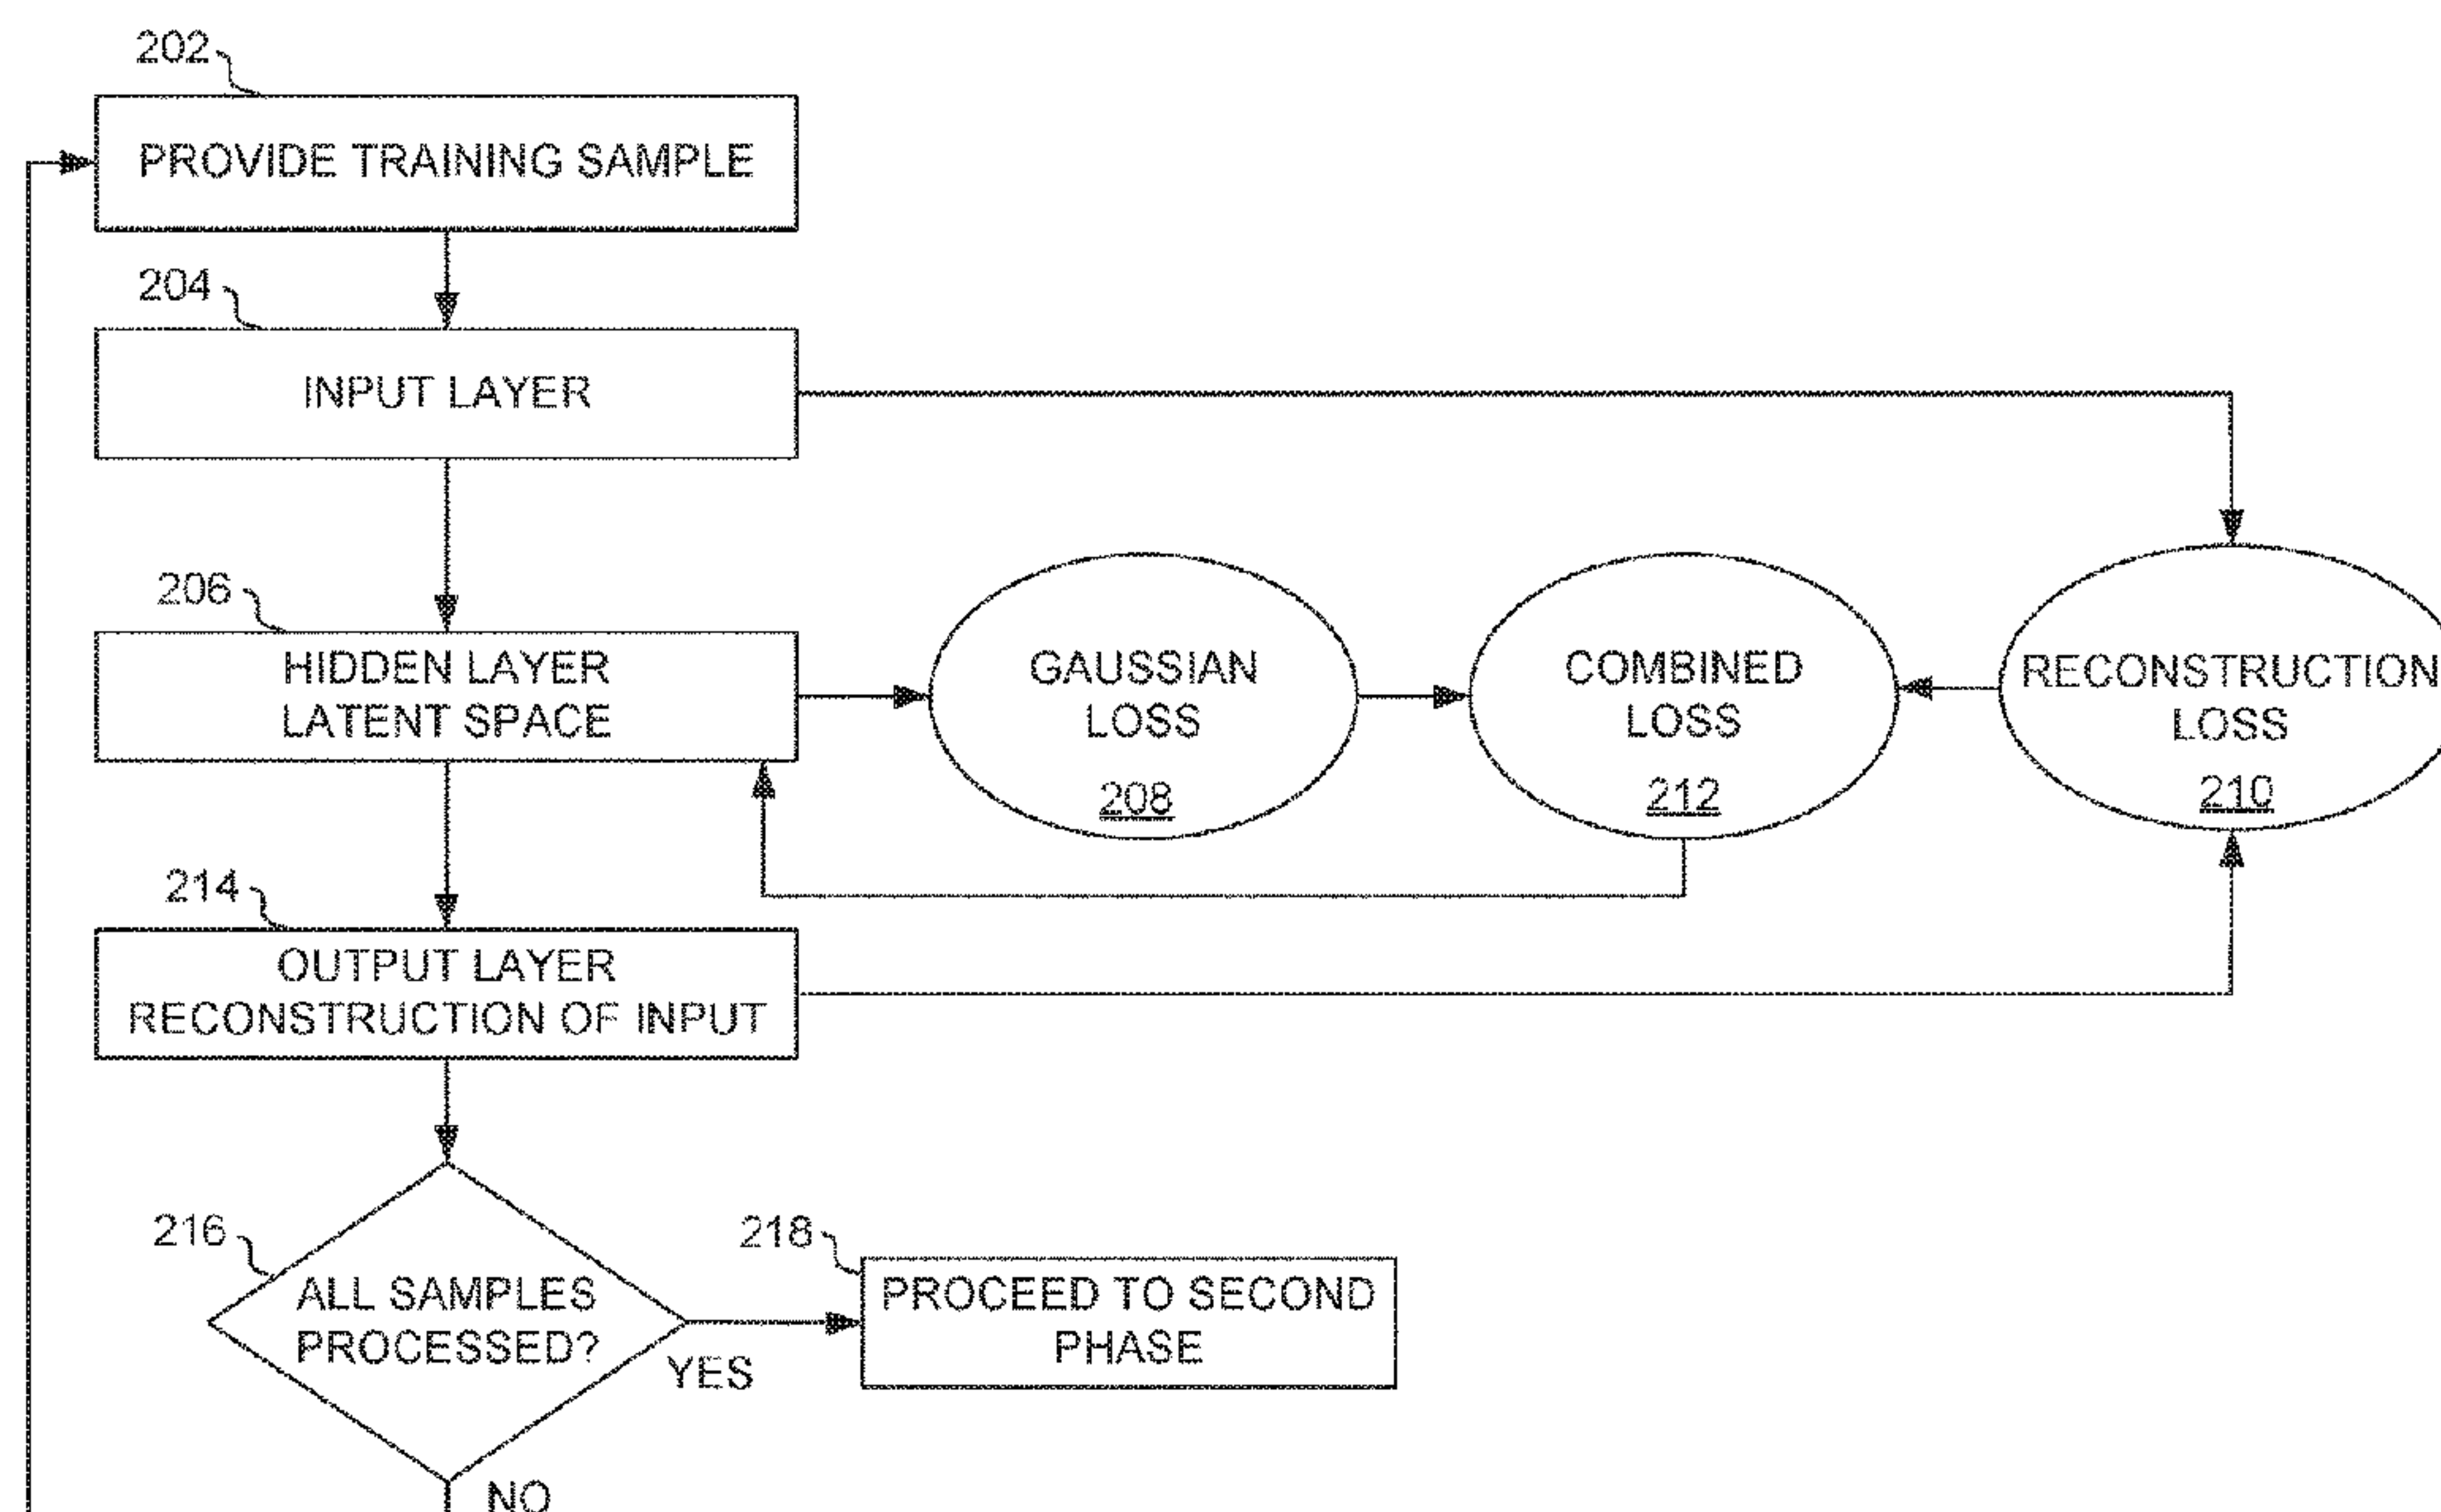 202
PROVIDE TRAINING SAMPLE
204
INPUT LAYER
206
HIDDEN LAYER
LATENT SPACE
GAUSSIAN
LOSS
208
COMBINED
LOSS
212
RECONSTRUCTION
LOSS
210
214
OUTPUT LAYER
RECONSTRUCTION OF INPUT
216
ALL SAMPLES
PROCESSED?
YES
218
PROCEED TO SECOND
PHASE
NO